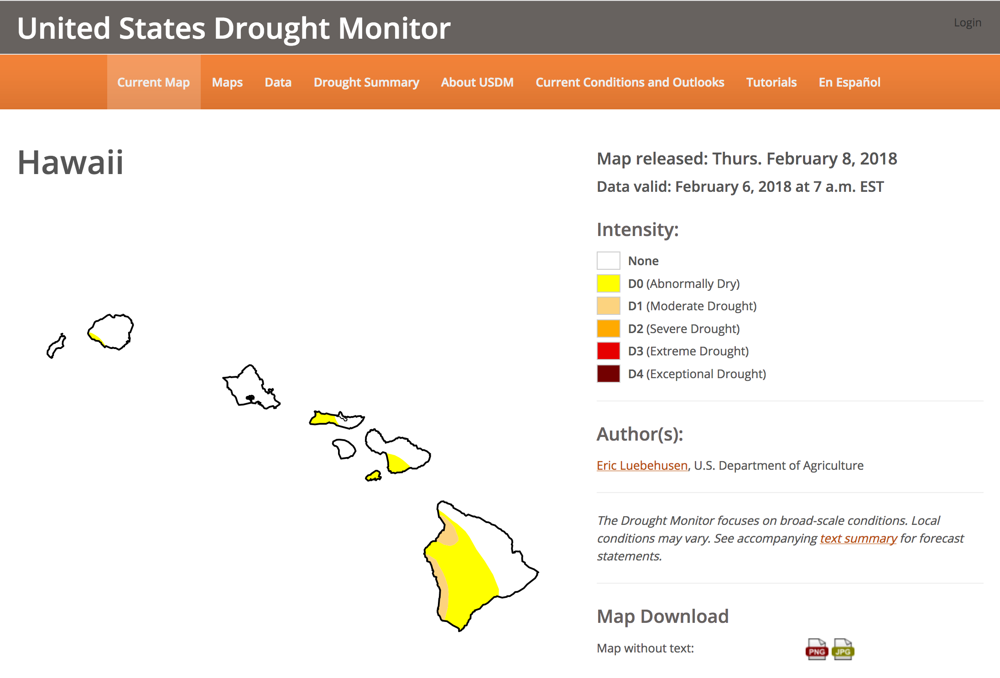 United States Drought Monitor
Login
Current Map Maps Data Drought Summary About USDM Current Conditions and Outlooks Tutorials En Español
Hawaii
Map released: Thurs. February 8, 2018
Data valid: February 6, 2018 at 7 a.m. EST
Intensity:
None
D0 (Abnormally Dry)
D1 (Moderate Drought)
D2 (Severe Drought)
D3 (Extreme Drought)
D4 (Exceptional Drought)
Author(s):
Eric Luebehusen, U.S. Department of Agriculture
The Drought Monitor focuses on broad-scale conditions. Local
conditions may vary. See accompanying text summary for forecast
statements.
Map Download
Map without text: PNG JPG